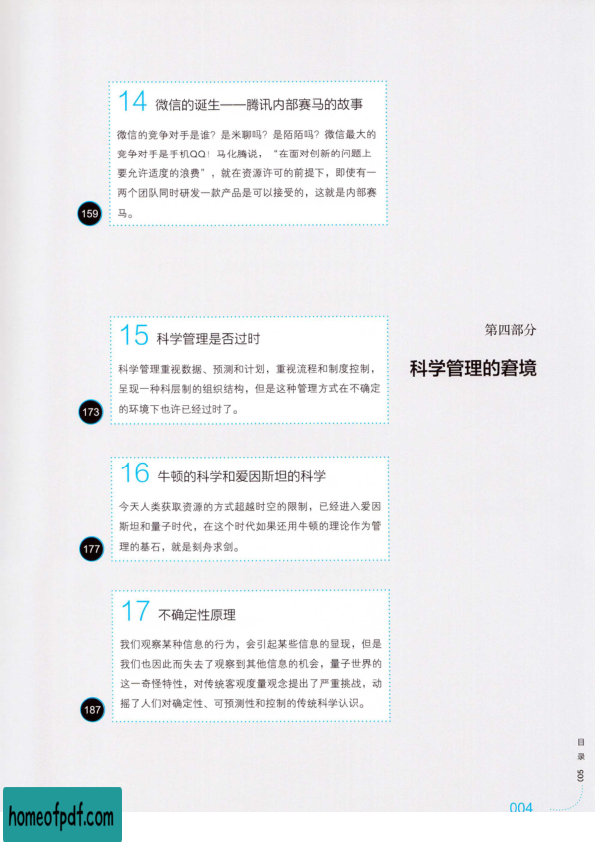 14 微信的诞生——腾讯内部赛马的故事
微信的竞争对手是谁？是米聊吗？是陌陌吗？微信最大的
竞争对手是手机QQ！马化腾说，“在面对创新的问题上
要允许适度的浪费”，就在资源许可的前提下，即使有一
两个团队同时研发一款产品是可以接受的，这就是内部赛
马。
159
第四部分
科学管理的窘境
15 科学管理是否过时
科学管理重视数据、预测和计划，重视流程和制度控制，
呈现一种科层制的组织结构，但是这种管理方式在不确定
的环境下也许已经过时了。
173
16 牛顿的科学和爱因斯坦的科学
今天人类获取资源的方式超越时空的限制，已经进入爱因
斯坦和量子时代，在这个时代如果还用牛顿的理论作为管
理的基石，就是刻舟求剑。
177
17 不确定性原理
我们观察某种信息的行为，会引起某些信息的显现，但是
我们也因此而失去了观察到其他信息的机会，量子世界的
这一奇怪特性，对传统客观度量观念提出了严重挑战，动
摇了人们对确定性、可预测性和控制的传统科学认识。
187
目录
005
004
homeofpdf.com